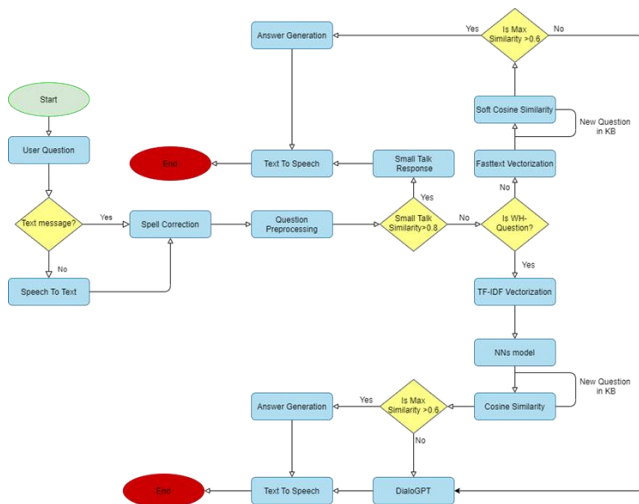 Answer Generation
Yes
Is Max
Similarity >0.6
No
Start
Soft Cosine Similarity
New Question
in KB
User Question
End
Text To Speech
Small Talk
Response
Fasttext Vectorization
Yes
No
Text message?
Yes
Spell Correction
Question
Preprocessing
Small Talk
Similarity>0.8
No
Is WH-
Question?
No
Yes
Speech To Text
TF-IDF Vectorization
NNs model
New Question
in KB
Answer Generation
Yes
Is Max
Similarity >0.6
Cosine Similarity
No
End
Text To Speech
DialoGPT